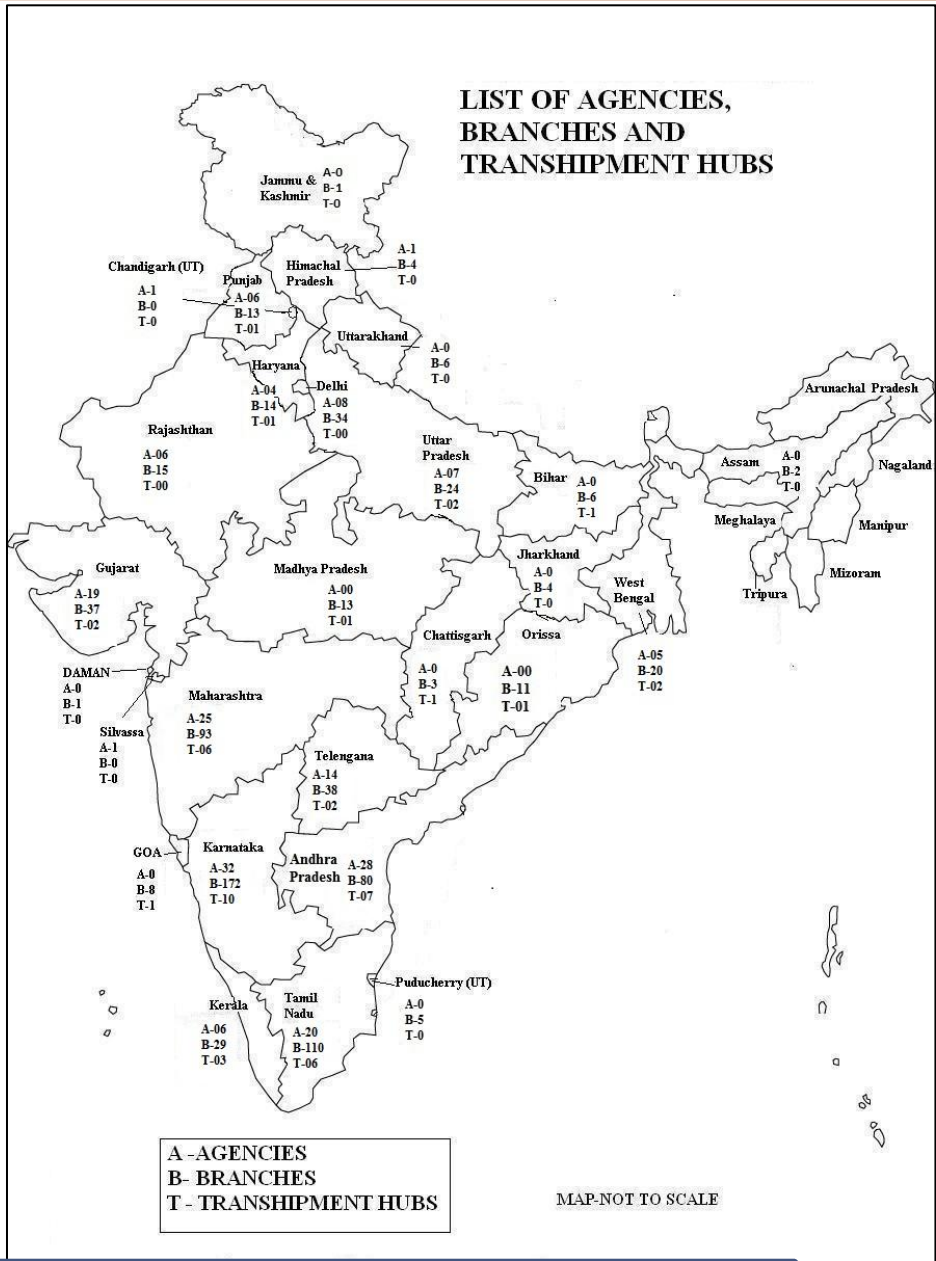 LIST OF AGENCIES,
BRANCHES AND
TRANSHIPMENT HUBS
Jammu &
Kashmir
A-0
B-1
T-0
Chandigarh (UT)
A-1
B-0
T-0
Punjab
A-06
B-13
T-01
Himachal
Pradesh
A-1
B-4
T-0
Uttarakhand
A-0
B-6
T-0
Haryana
A-04
B-14
T-01
Delhi
A-08
B-34
T-00
Rajashthan
A-06
B-15
T-00
Uttar
Pradesh
A-07
B-24
T-02
Bihar
A-0
B-6
T-1
Arunachal Pradesh
Assam
A-0
B-2
T-0
Nagaland
Meghalaya
Manipur
Tripura
Mizoram
Gujarat
A-19
B-37
T-02
Madhya Pradesh
A-00
B-13
T-01
Jharkhand
A-0
B-4
T-0
West
Bengal
A-05
B-20
T-02
Chattisgarh
A-0
B-3
T-1
Orissa
A-00
B-11
T-01
DAMAN
A-0
B-1
T-0
Silvassa
A-1
B-0
T-0
Maharashtra
A-25
B-93
T-06
Telengana
A-14
B-38
T-02
GOA
A-0
B-8
T-1
Karnataka
A-32
B-172
T-10
Andhra
Pradesh
A-28
B-80
T-07
Kerala
A-06
B-29
T-03
Tamil
Nadu
A-20
B-110
T-06
Puducherry (UT)
A-0
B-5
T-0
A -AGENCIES
B- BRANCHES
T - TRANSHIPMENT HUBS
MAP-NOT TO SCALE